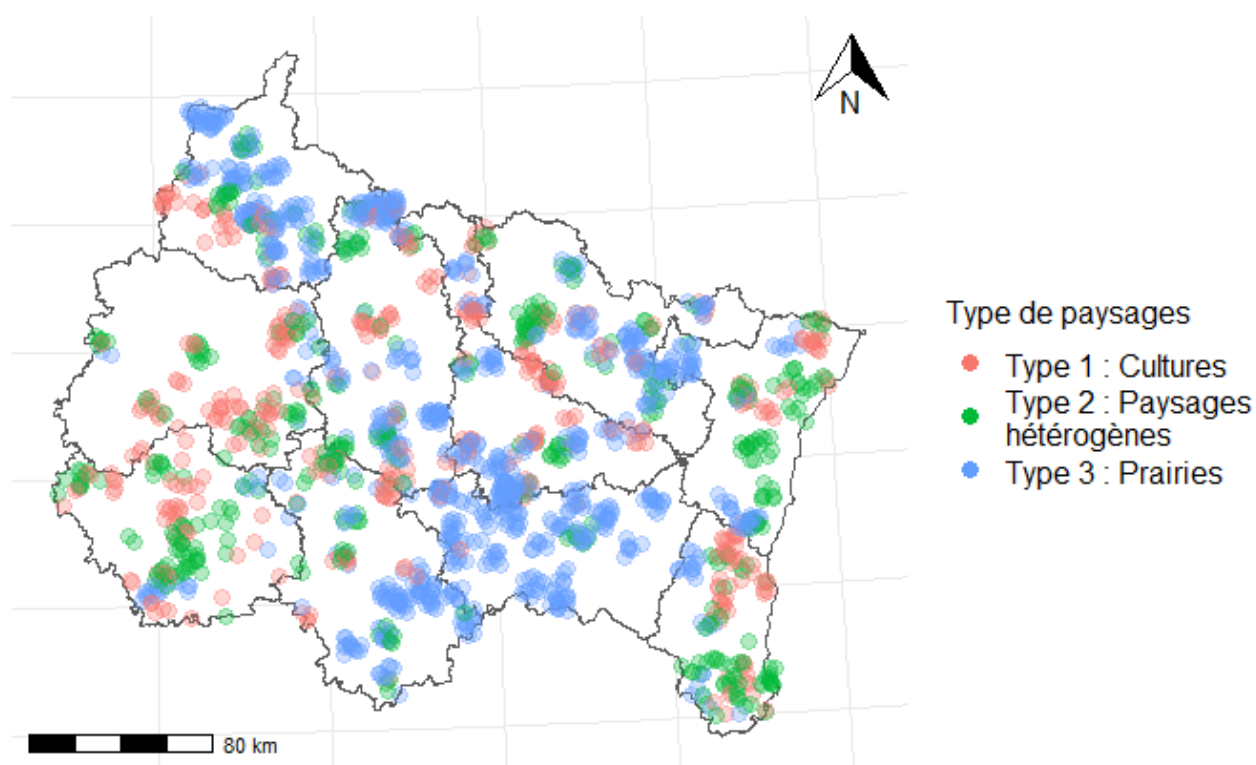 N
Type de paysages
Type 1 : Cultures
Type 2 : Paysages
hétérogènes
Type 3 : Prairies
80 km